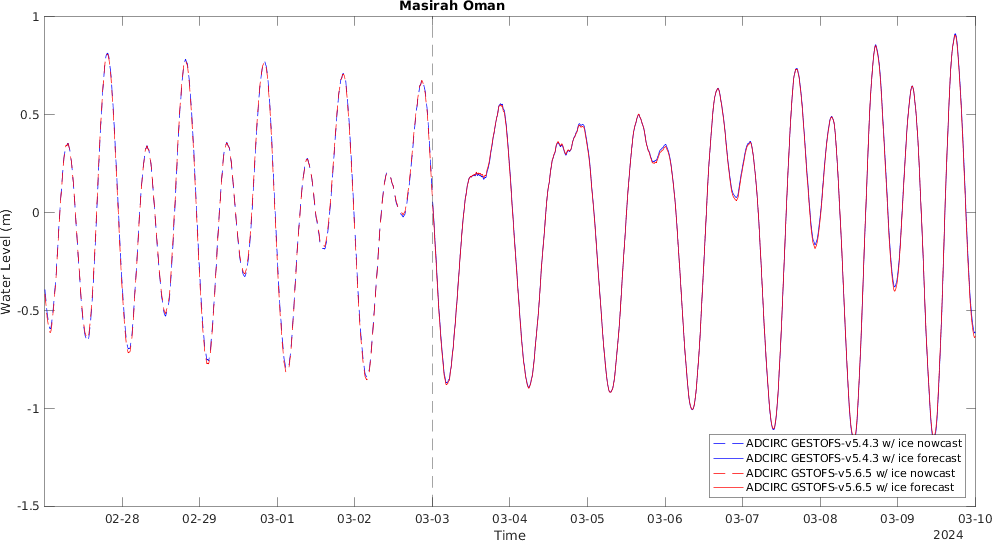 Masirah Oman
1
0.5
0
-0.5
-1
-1.5
Water Level (m)
ADCIRC GESTOFS-v5.4.3 w/ ice nowcast
ADCIRC GESTOFS-v5.4.3 w/ ice forecast
ADCIRC GSTOFS-v5.6.5 w/ ice nowcast
ADCIRC GSTOFS-v5.6.5 w/ ice forecast
02-28 02-29 03-01 03-02 03-03 03-04 03-05 03-06 03-07 03-08 03-09 03-10
Time
2024